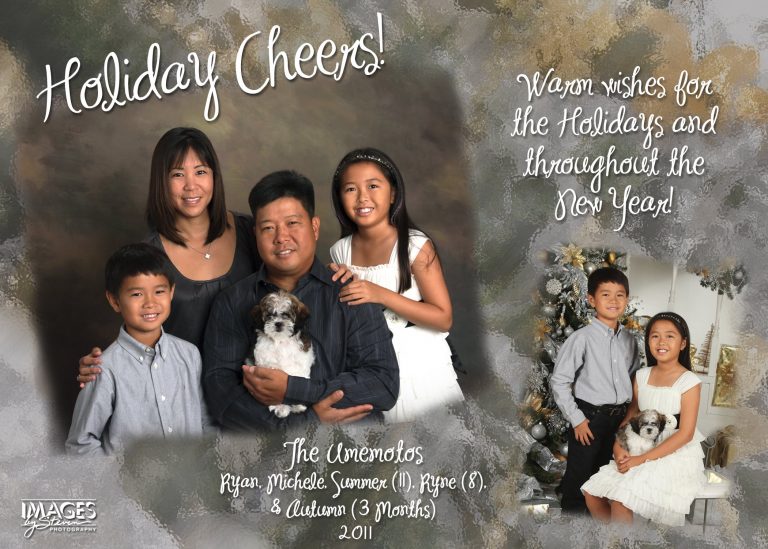 Holiday Cheers!
Warm wishes for
the Holidays and
throughout the
New Year!
The Umemotos
Ryan, Michele, Summer (11), Ryne (8),
& Autumn (3 Months)
2011
IMAGES
by Steven
PHOTOGRAPHY